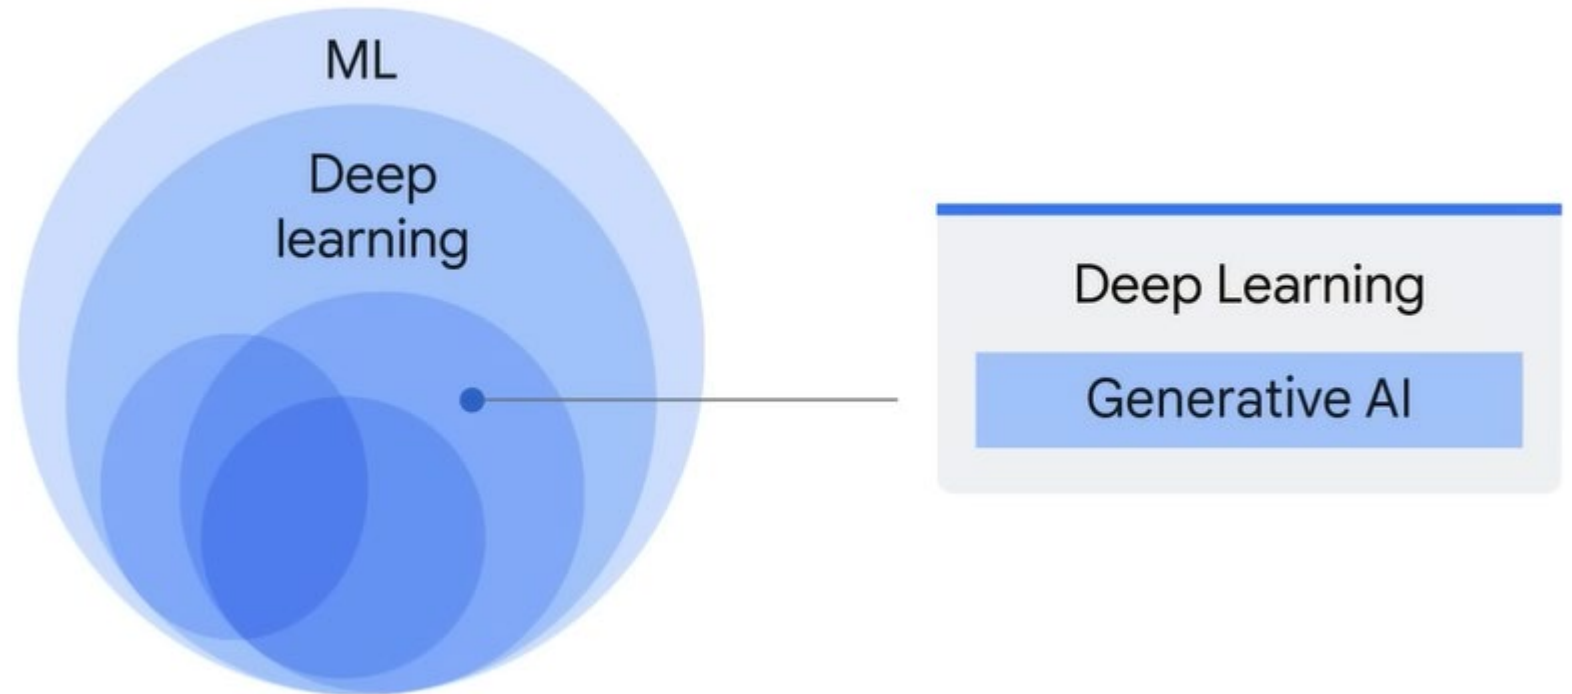 ML
Deep
learning
Deep Learning
Generative AI